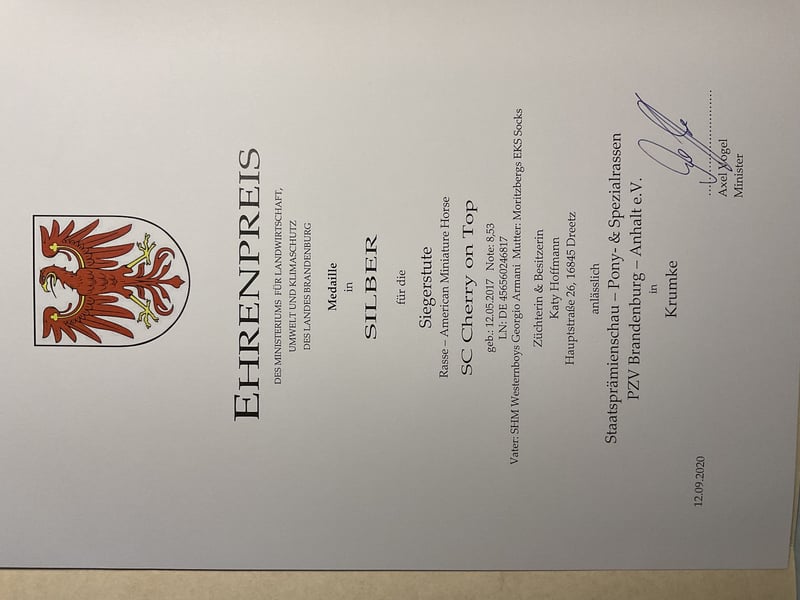 EHRENPREIS
DES MINISTERIUMS FÜR LANDWIRTSCHAFT,
UMWELT UND KLIMASCHUTZ
DES LANDES BRANDENBURG
Medaille
in
SILBER
für die
Siegerstute
Rasse – American Miniature Horse
SC Cherry on Top
geb.: 12.05.2017 Note: 8,53
LN: DE 456560246817
Vater: SHM Westernboys Georgio Armani Mutter: Moritzbergs EKS Socks
Züchterin & Besitzerin
Katy Hoffmann
Hauptstraße 26, 16845 Dreetz
anlässlich
Staatsprämienschau – Pony- & Spezialrassen
PZV Brandenburg – Anhalt e.V.
in
Krumke
12.09.2020
Axel Vogel
Minister